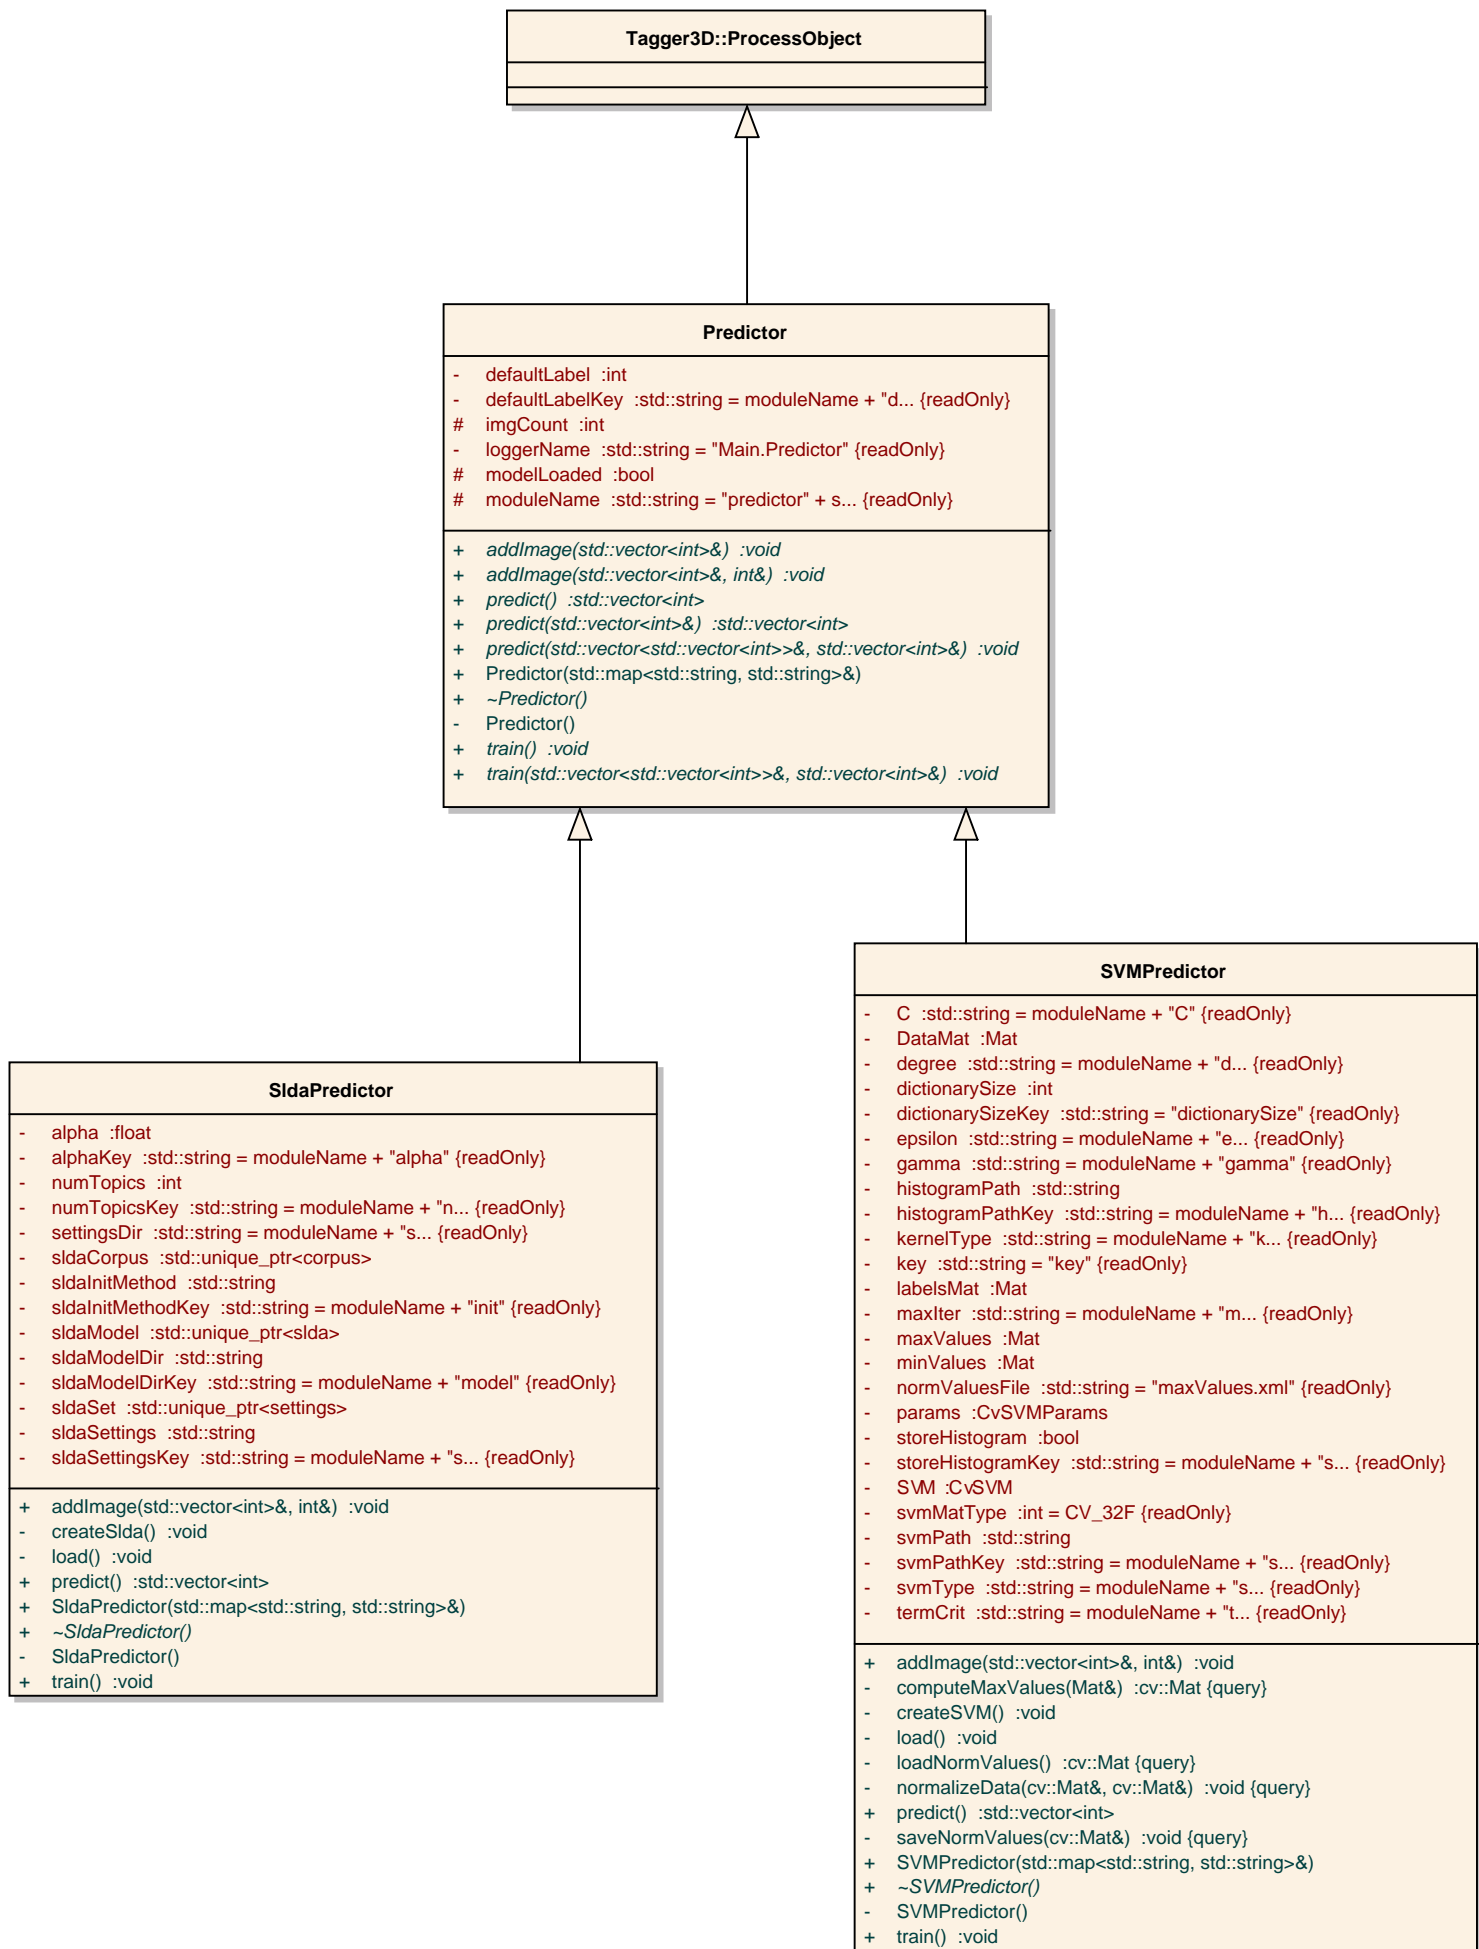 Tagger3D::ProcessObject
Predictor
- defaultLabel :int
- defaultLabelKey :std::string = moduleName + "d... {readOnly}
# imgCount :int
- loggerName :std::string = "Main.Predictor" {readOnly}
# modelLoaded :bool
# moduleName :std::string = "predictor" + s... {readOnly}
+ addImage(std::vector<int>&) :void
+ addImage(std::vector<int>&, int&) :void
+ predict() :std::vector<int>
+ predict(std::vector<int>&) :std::vector<int>
+ predict(std::vector<std::vector<int>>&, std::vector<int>&) :void
+ Predictor(std::map<std::string, std::string>&)
+ ~Predictor()
- Predictor()
+ train() :void
+ train(std::vector<std::vector<int>>&, std::vector<int>&) :void
SldaPredictor
- alpha :float
- alphaKey :std::string = moduleName + "alpha" {readOnly}
- numTopics :int
- numTopicsKey :std::string = moduleName + "n... {readOnly}
- settingsDir :std::string = moduleName + "s... {readOnly}
- sldaCorpus :std::unique_ptr<corpus>
- sldaInitMethod :std::string
- sldaInitMethodKey :std::string = moduleName + "init" {readOnly}
- sldaModel :std::unique_ptr<slda>
- sldaModelDir :std::string
- sldaModelDirKey :std::string = moduleName + "model" {readOnly}
- sldaSet :std::unique_ptr<settings>
- sldaSettings :std::string
- sldaSettingsKey :std::string = moduleName + "s... {readOnly}
+ addImage(std::vector<int>&, int&) :void
- createSlda() :void
- load() :void
+ predict() :std::vector<int>
+ SldaPredictor(std::map<std::string, std::string>&)
+ ~SldaPredictor()
- SldaPredictor()
+ train() :void
SVMPredictor
- C :std::string = moduleName + "C" {readOnly}
- DataMat :Mat
- degree :std::string = moduleName + "d... {readOnly}
- dictionarySize :int
- dictionarySizeKey :std::string = "dictionarySize" {readOnly}
- epsilon :std::string = moduleName + "e... {readOnly}
- gamma :std::string = moduleName + "gamma" {readOnly}
- histogramPath :std::string
- histogramPathKey :std::string = moduleName + "h... {readOnly}
- kernelType :std::string = moduleName + "k... {readOnly}
- key :std::string = "key" {readOnly}
- labelsMat :Mat
- maxIter :std::string = moduleName + "m... {readOnly}
- maxValues :Mat
- minValues :Mat
- normValuesFile :std::string = "maxValues.xml" {readOnly}
- params :CvSVMParams
- storeHistogram :bool
- storeHistogramKey :std::string = moduleName + "s... {readOnly}
- SVM :CvSVM
- svmMatType :int = CV_32F {readOnly}
- svmPath :std::string
- svmPathKey :std::string = moduleName + "s... {readOnly}
- svmType :std::string = moduleName + "s... {readOnly}
- termCrit :std::string = moduleName + "t... {readOnly}
+ addImage(std::vector<int>&, int&) :void
- computeMaxValues(Mat&) :cv::Mat {query}
- createSVM() :void
- load() :void
- loadNormValues() :cv::Mat {query}
- normalizeData(cv::Mat&, cv::Mat&) :void {query}
+ predict() :std::vector<int>
- saveNormValues(cv::Mat&) :void {query}
+ SVMPredictor(std::map<std::string, std::string>&)
+ ~SVMPredictor()
- SVMPredictor()
+ train() :void